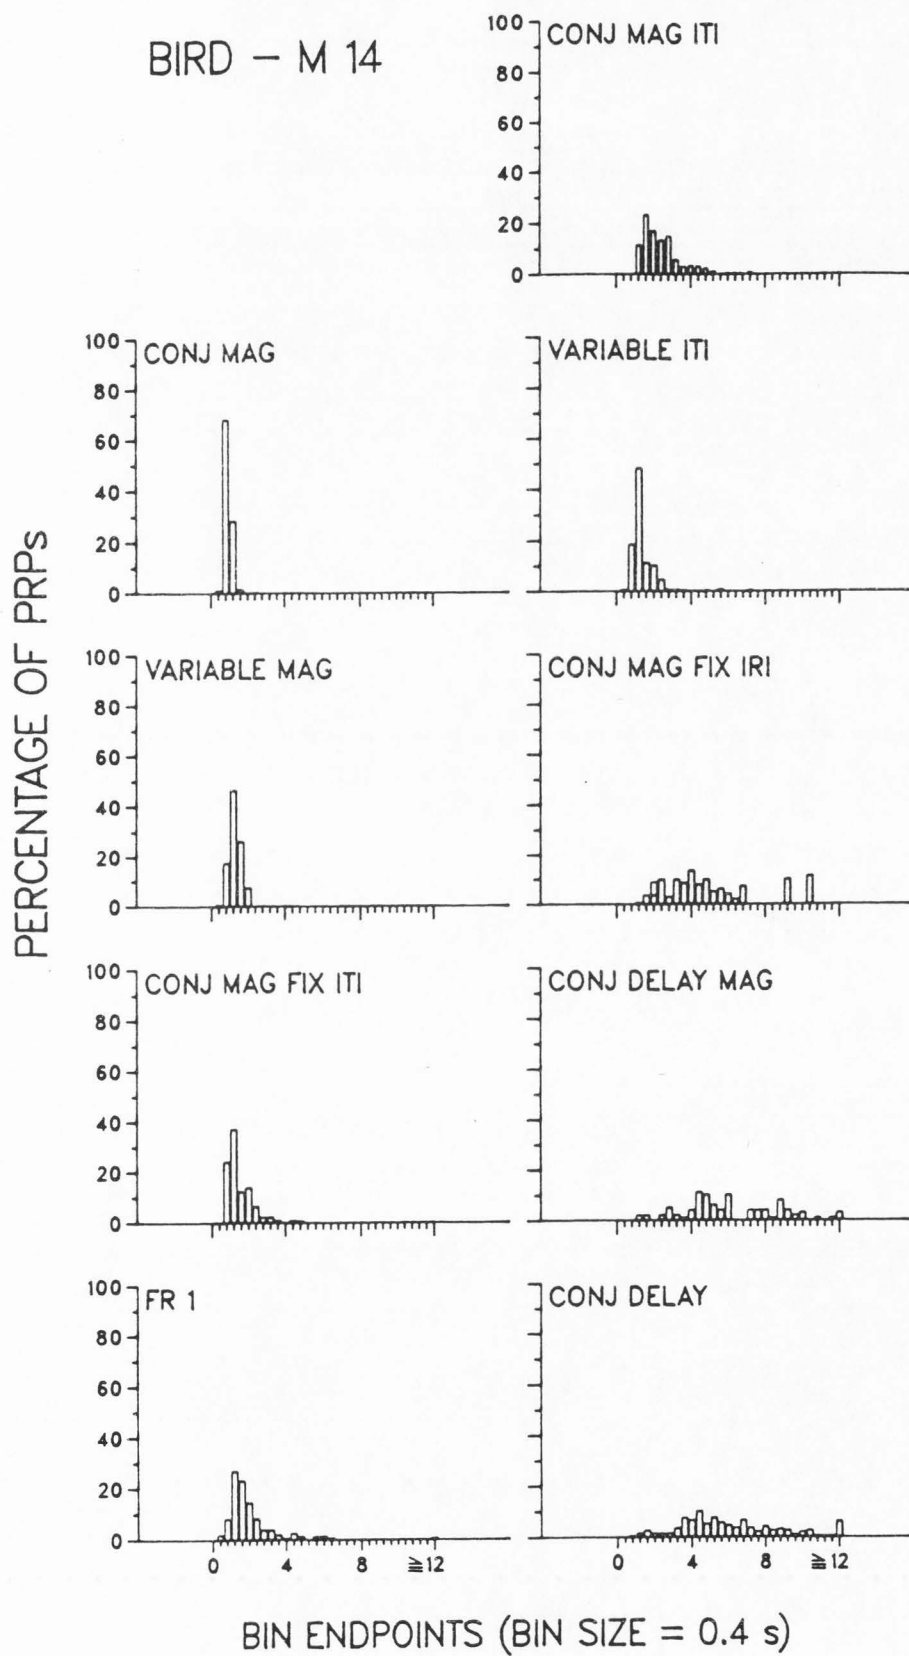 BIRD – M 14
CONJ MAG ITI
100
80
60
40
20
0
CONJ MAG
100
80
60
40
20
0
VARIABLE ITI
VARIABLE MAG
100
80
60
40
20
0
CONJ MAG FIX IRI
CONJ MAG FIX ITI
100
80
60
40
20
0
CONJ DELAY MAG
FR 1
100
80
60
40
20
0
0 4 8 ≧12
CONJ DELAY
0 4 8 ≧12
PERCENTAGE OF PRPs
BIN ENDPOINTS (BIN SIZE = 0.4 s)